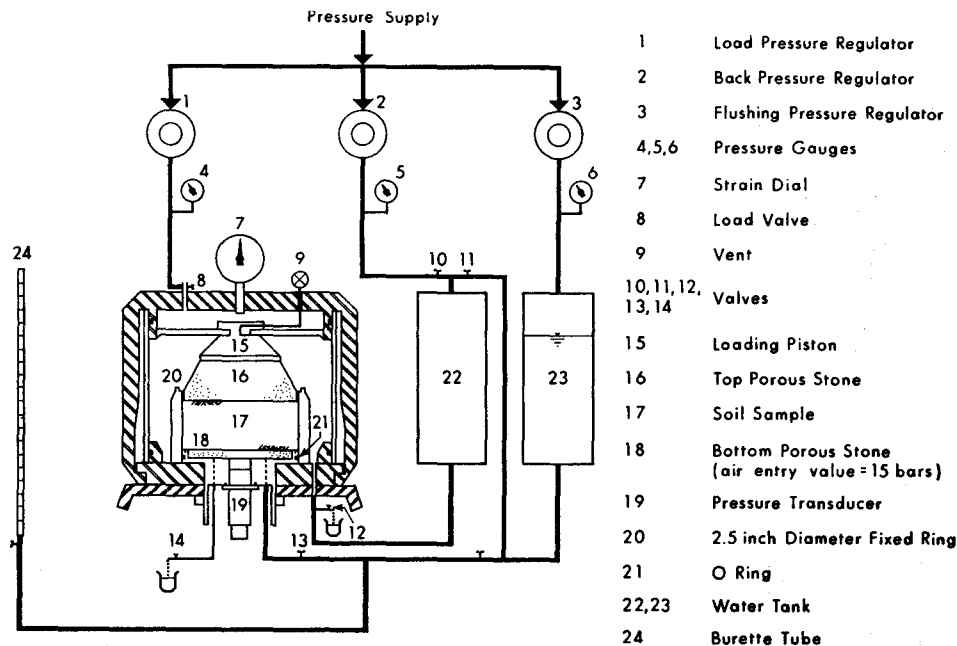 Pressure Supply
1
2
3
4
5
6
7
24
8
9
10
11
15
20
16
22
23
17
21
18
19
12
14
13
1 Load Pressure Regulator
2 Back Pressure Regulator
3 Flushing Pressure Regulator
4,5,6 Pressure Gauges
7 Strain Dial
8 Load Valve
9 Vent
10,11,12,
13,14 Valves
15 Loading Piston
16 Top Porous Stone
17 Soil Sample
18 Bottom Porous Stone
(air entry value = 15 bars)
19 Pressure Transducer
20 2.5 inch Diameter Fixed Ring
21 O Ring
22,23 Water Tank
24 Burette Tube